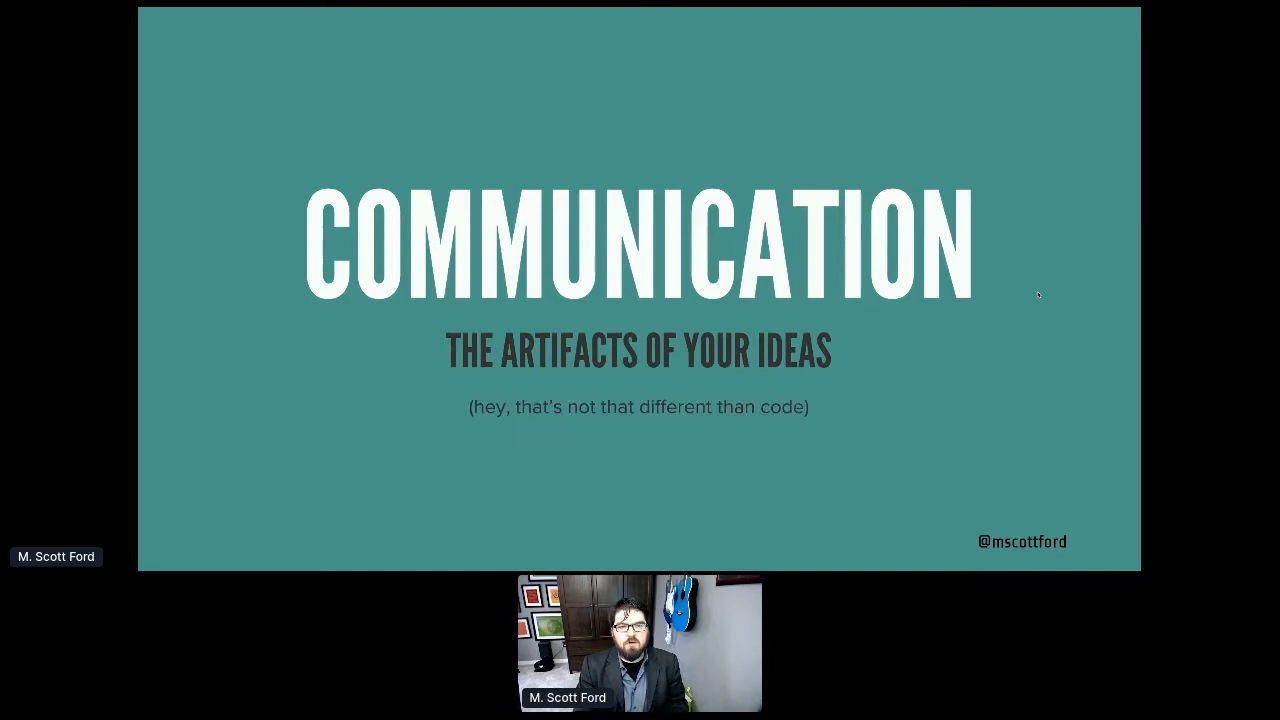 COMMUNICATION
THE ARTIFACTS OF YOUR IDEAS
(hey, that's not that different than code)
@mscottford
M. Scott Ford
M. Scott Ford